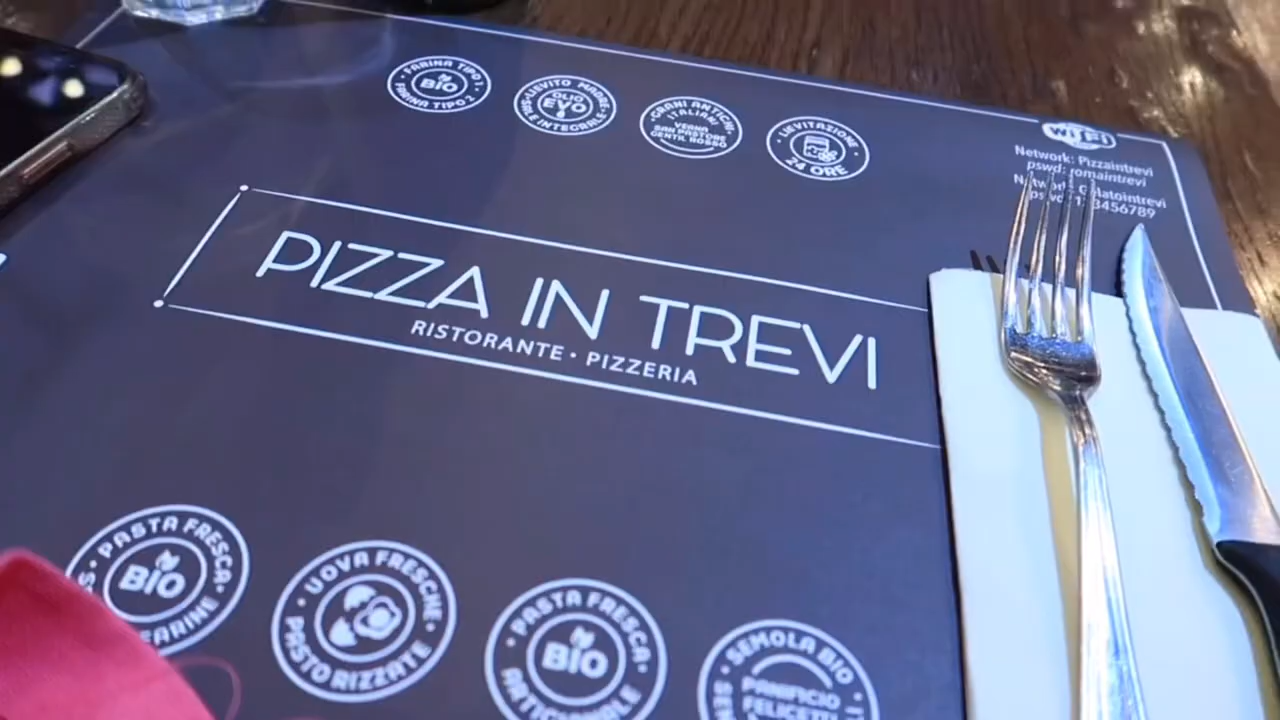 FARINA TIPO 1
BIO
FARINA TIPO 2
LIEVITO MADRE
OLIO
EVO
SALE INTEGRALE
GRANI ANTICHI
ITALIANI
VERNA
SAN PASTORE
GENTIL ROSSO
LIEVITAZIONE
24 ORE
WiFi
Network: Pizzaintrevi
pswd: romaintrevi
PIZZA IN TREVI
RISTORANTE • PIZZERIA
PASTA FRESCA
BIO
FARINE
UOVA FRESCHE
PASTORIZZATE
PASTA FRESCA
BIO
ARTIGIANALE
SEMOLA BIO
PANIFICIO
FELICETTI